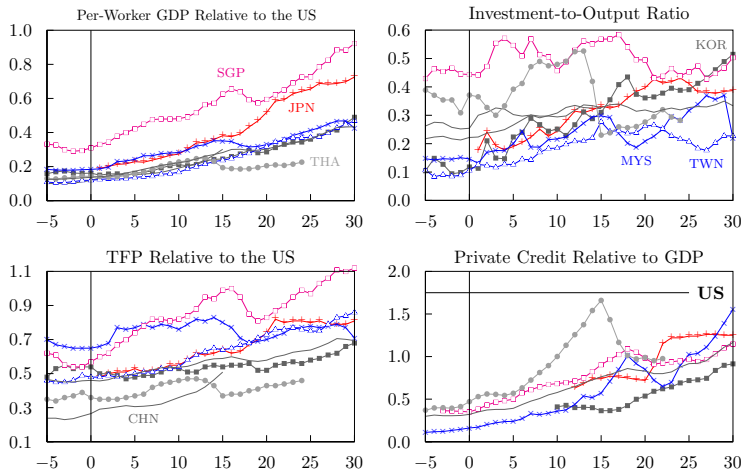 Per-Worker GDP Relative to the US
1.0
0.8
0.6
0.4
0.2
0.0
−5 0 5 10 15 20 25 30
SGP
JPN
THA
Investment-to-Output Ratio
0.6
0.5
0.4
0.3
0.2
0.1
0.0
−5 0 5 10 15 20 25 30
KOR
MYS
TWN
TFP Relative to the US
1.1
0.9
0.7
0.5
0.3
0.1
−5 0 5 10 15 20 25 30
CHN
Private Credit Relative to GDP
2.0
1.5
1.0
0.5
0.0
−5 0 5 10 15 20 25 30
US